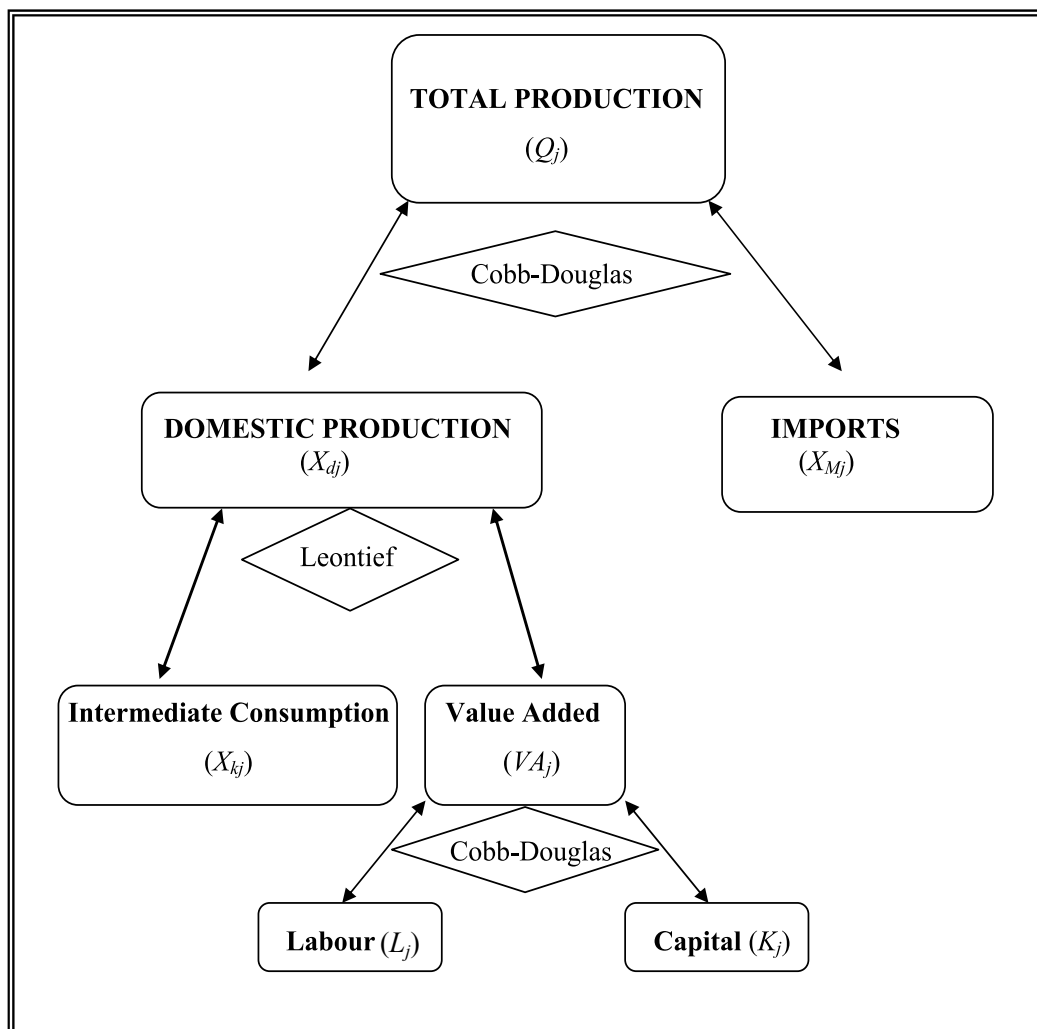 TOTAL PRODUCTION
(Qj)
Cobb-Douglas
DOMESTIC PRODUCTION
(Xdj)
IMPORTS
(XMj)
Leontief
Intermediate Consumption
(Xkj)
Value Added
(VAj)
Cobb-Douglas
Labour (Lj)
Capital (Kj)